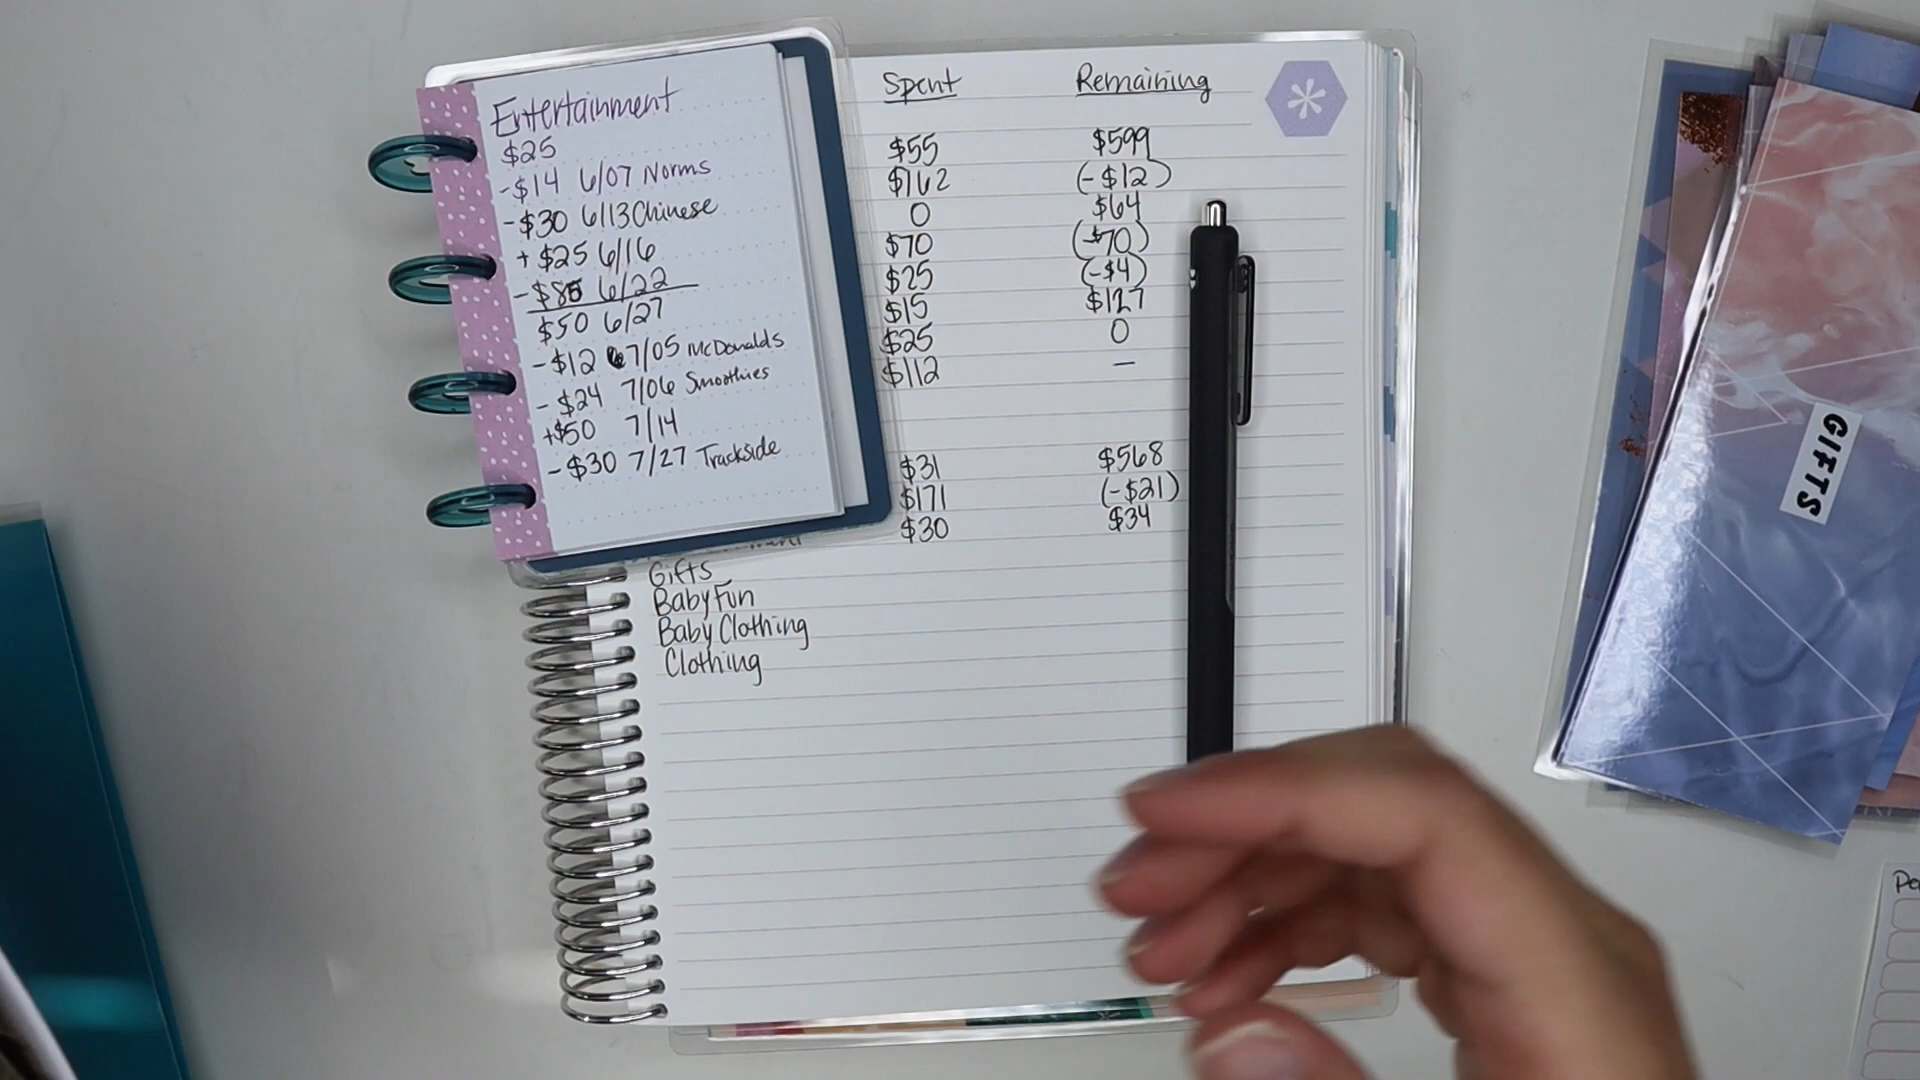 Entertainment
$25
-$14 6/07 Norms
-$30 6/13 Chinese
+ $25 6/16
-$85 6/22
$50 6/27
-$12 7/05 McDonalds
-$24 7/06 Smoothies
+$50 7/14
-$30 7/27 Trackside
Spent Remaining
$55 $599
$162 (-$12)
0 $64
$70 (-$70)
$25 (-$4)
$15 $127
$25 0
$112 —
$31 $568
$171 (-$21)
$30 $34
Gifts
Baby Fun
Baby Clothing
Clothing
GIFTS